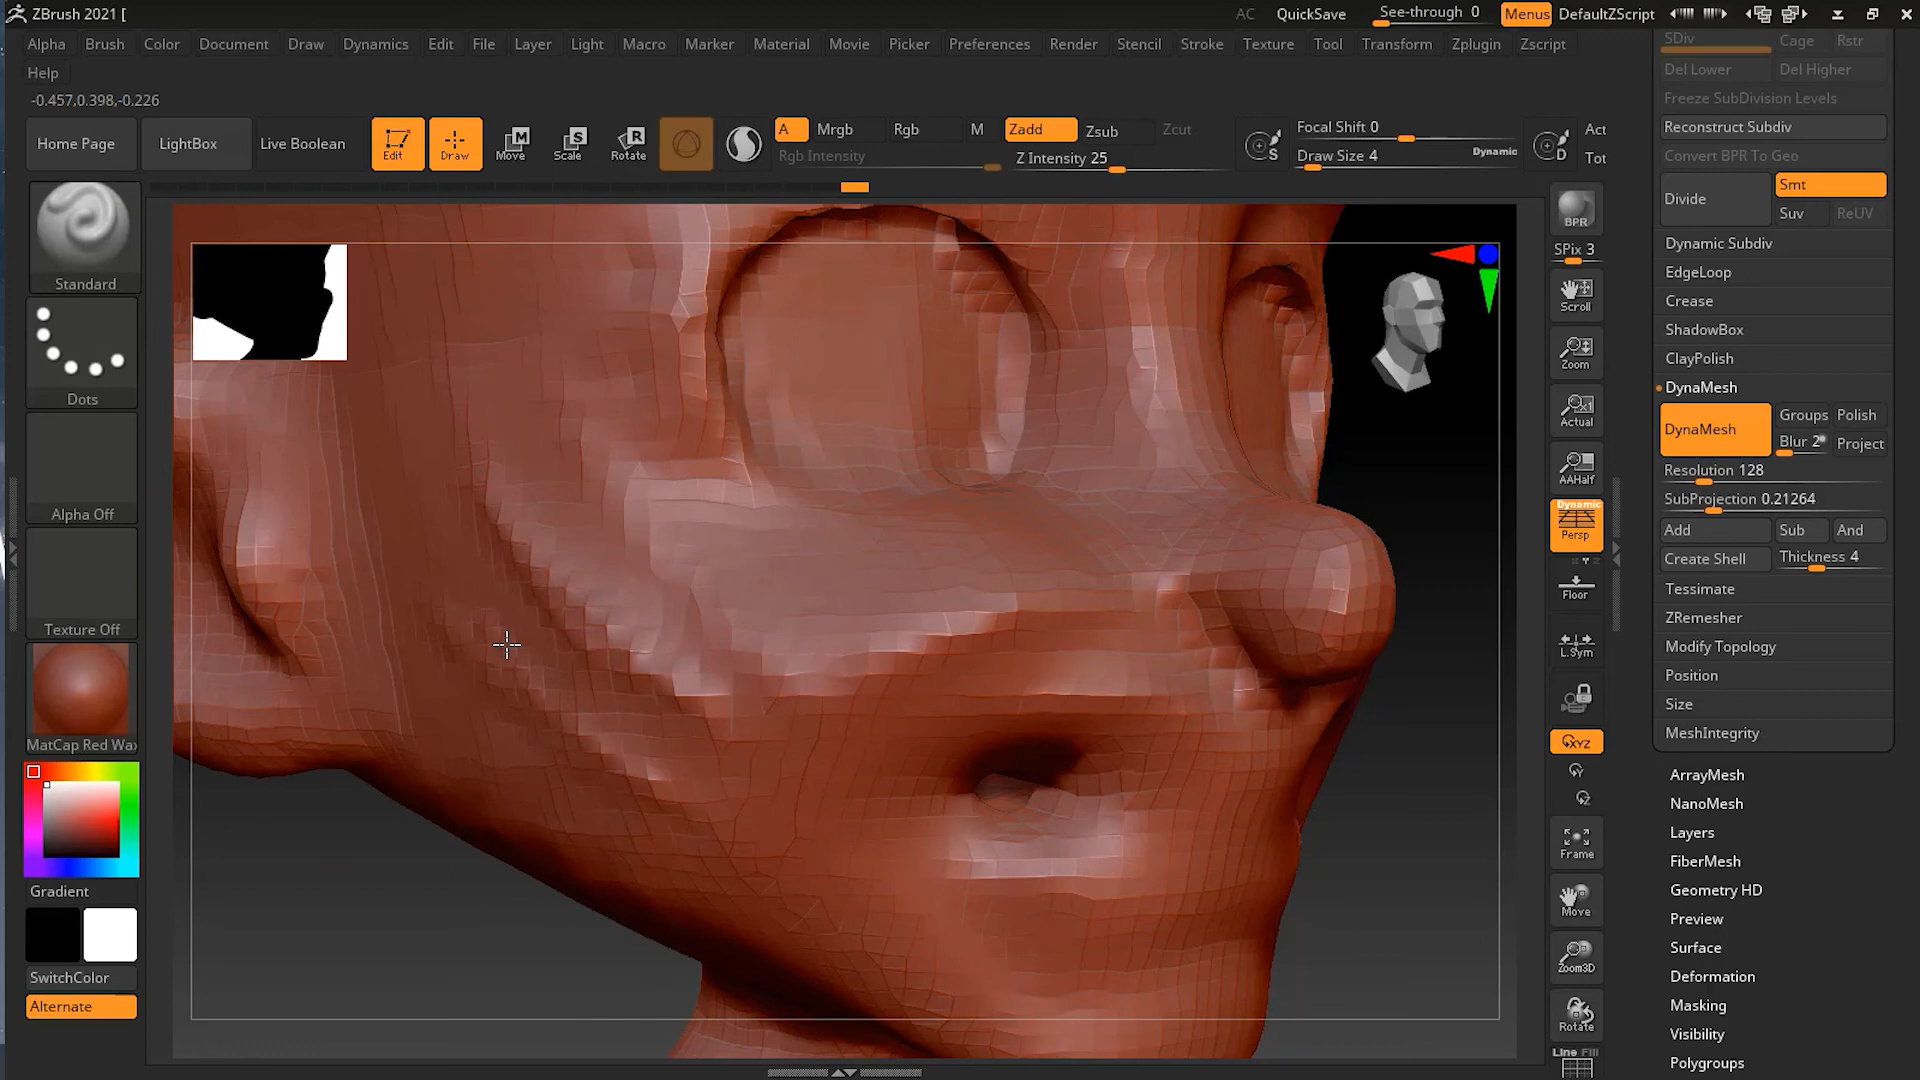 ZBrush 2021 [
AC QuickSave See-through 0 Menus DefaultZScript
Alpha Brush Color Document Draw Dynamics Edit File Layer Light Macro Marker Material Movie Picker Preferences Render Stencil Stroke Texture Tool Transform Zplugin Zscript
Help
-0.457,0.398,-0.226
Home Page LightBox Live Boolean Edit Draw Move Scale Rotate
M S R
A Mrgb Rgb M Zadd Zsub Zcut
Rgb Intensity Z Intensity 25
S Focal Shift 0
Draw Size 4 Dynamic
D Act
Tot
Standard
Dots
Alpha Off
Texture Off
MatCap Red Wax
Gradient
SwitchColor
Alternate
BPR
SPix 3
Scroll
Zoom
Actual
AAHalf
Dynamic
Persp
Floor
L.Sym
XYZ
Y
Z
Frame
Move
Zoom3D
Rotate
Line Fill
SDiv Cage Rstr
Del Lower Del Higher
Freeze SubDivision Levels
Reconstruct Subdiv
Convert BPR To Geo
Divide Smt
Suv ReUV
Dynamic Subdiv
EdgeLoop
Crease
ShadowBox
ClayPolish
DynaMesh
DynaMesh Groups Polish
Blur 2 Project
Resolution 128
SubProjection 0.21264
Add Sub And
Create Shell Thickness 4
Tessimate
ZRemesher
Modify Topology
Position
Size
MeshIntegrity
ArrayMesh
NanoMesh
Layers
FiberMesh
Geometry HD
Preview
Surface
Deformation
Masking
Visibility
Polygroups